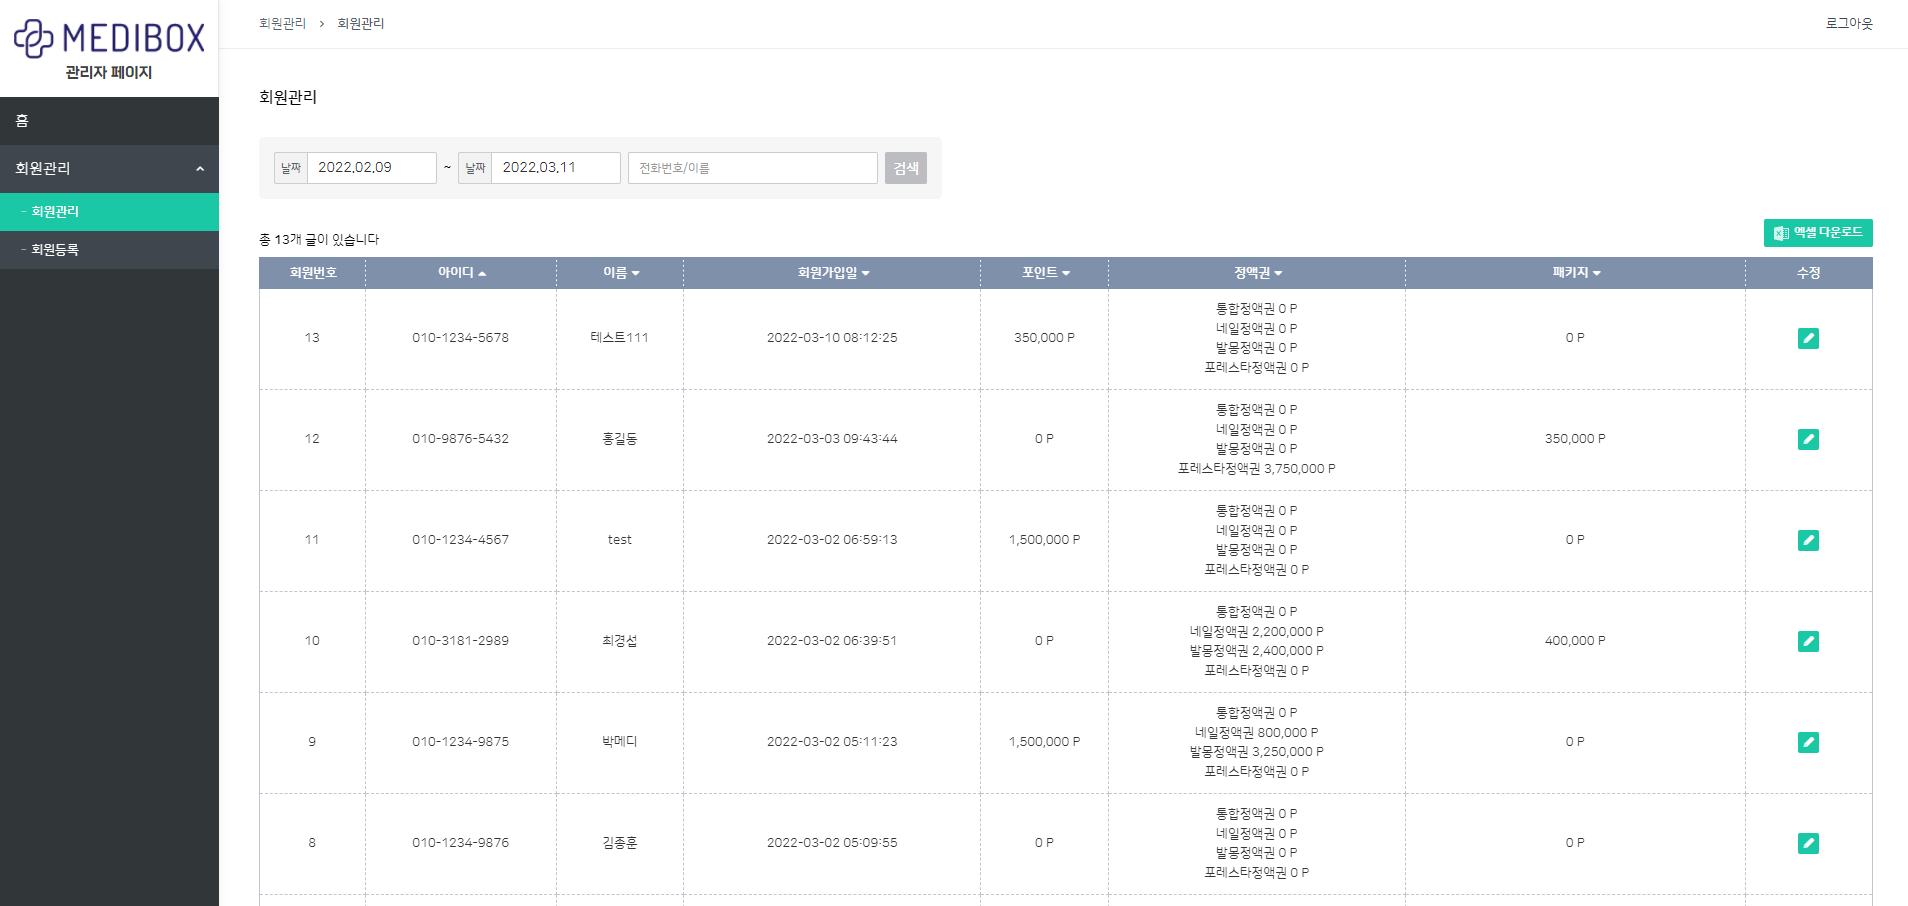 MEDIBOX
관리자 페이지
홈
회원관리
- 회원관리
- 회원등록
회원관리 > 회원관리
로그아웃
회원관리
날짜 2022.02.09 ~ 날짜 2022.03.11 전화번호/이름 검색
총 13개 글이 있습니다
엑셀 다운로드
회원번호 아이디 이름 회원가입일 포인트 정액권 패키지 수정
통합정액권 0 P
네일정액권 0 P
13 010-1234-5678 테스트111 2022-03-10 08:12:25 350,000 P 0 P
발몽정액권 0 P
포레스타정액권 0 P
통합정액권 0 P
네일정액권 0 P
12 010-9876-5432 홍길동 2022-03-03 09:43:44 0 P 350,000 P
발몽정액권 0 P
포레스타정액권 3,750,000 P
통합정액권 0 P
네일정액권 0 P
11 010-1234-4567 test 2022-03-02 06:59:13 1,500,000 P 0 P
발몽정액권 0 P
포레스타정액권 0 P
통합정액권 0 P
네일정액권 2,200,000 P
10 010-3181-2989 최경섭 2022-03-02 06:39:51 0 P 400,000 P
발몽정액권 2,400,000 P
포레스타정액권 0 P
통합정액권 0 P
네일정액권 800,000 P
9 010-1234-9875 박메디 2022-03-02 05:11:23 1,500,000 P 0 P
발몽정액권 3,250,000 P
포레스타정액권 0 P
통합정액권 0 P
네일정액권 0 P
8 010-1234-9876 김종훈 2022-03-02 05:09:55 0 P 0 P
발몽정액권 0 P
포레스타정액권 0 P